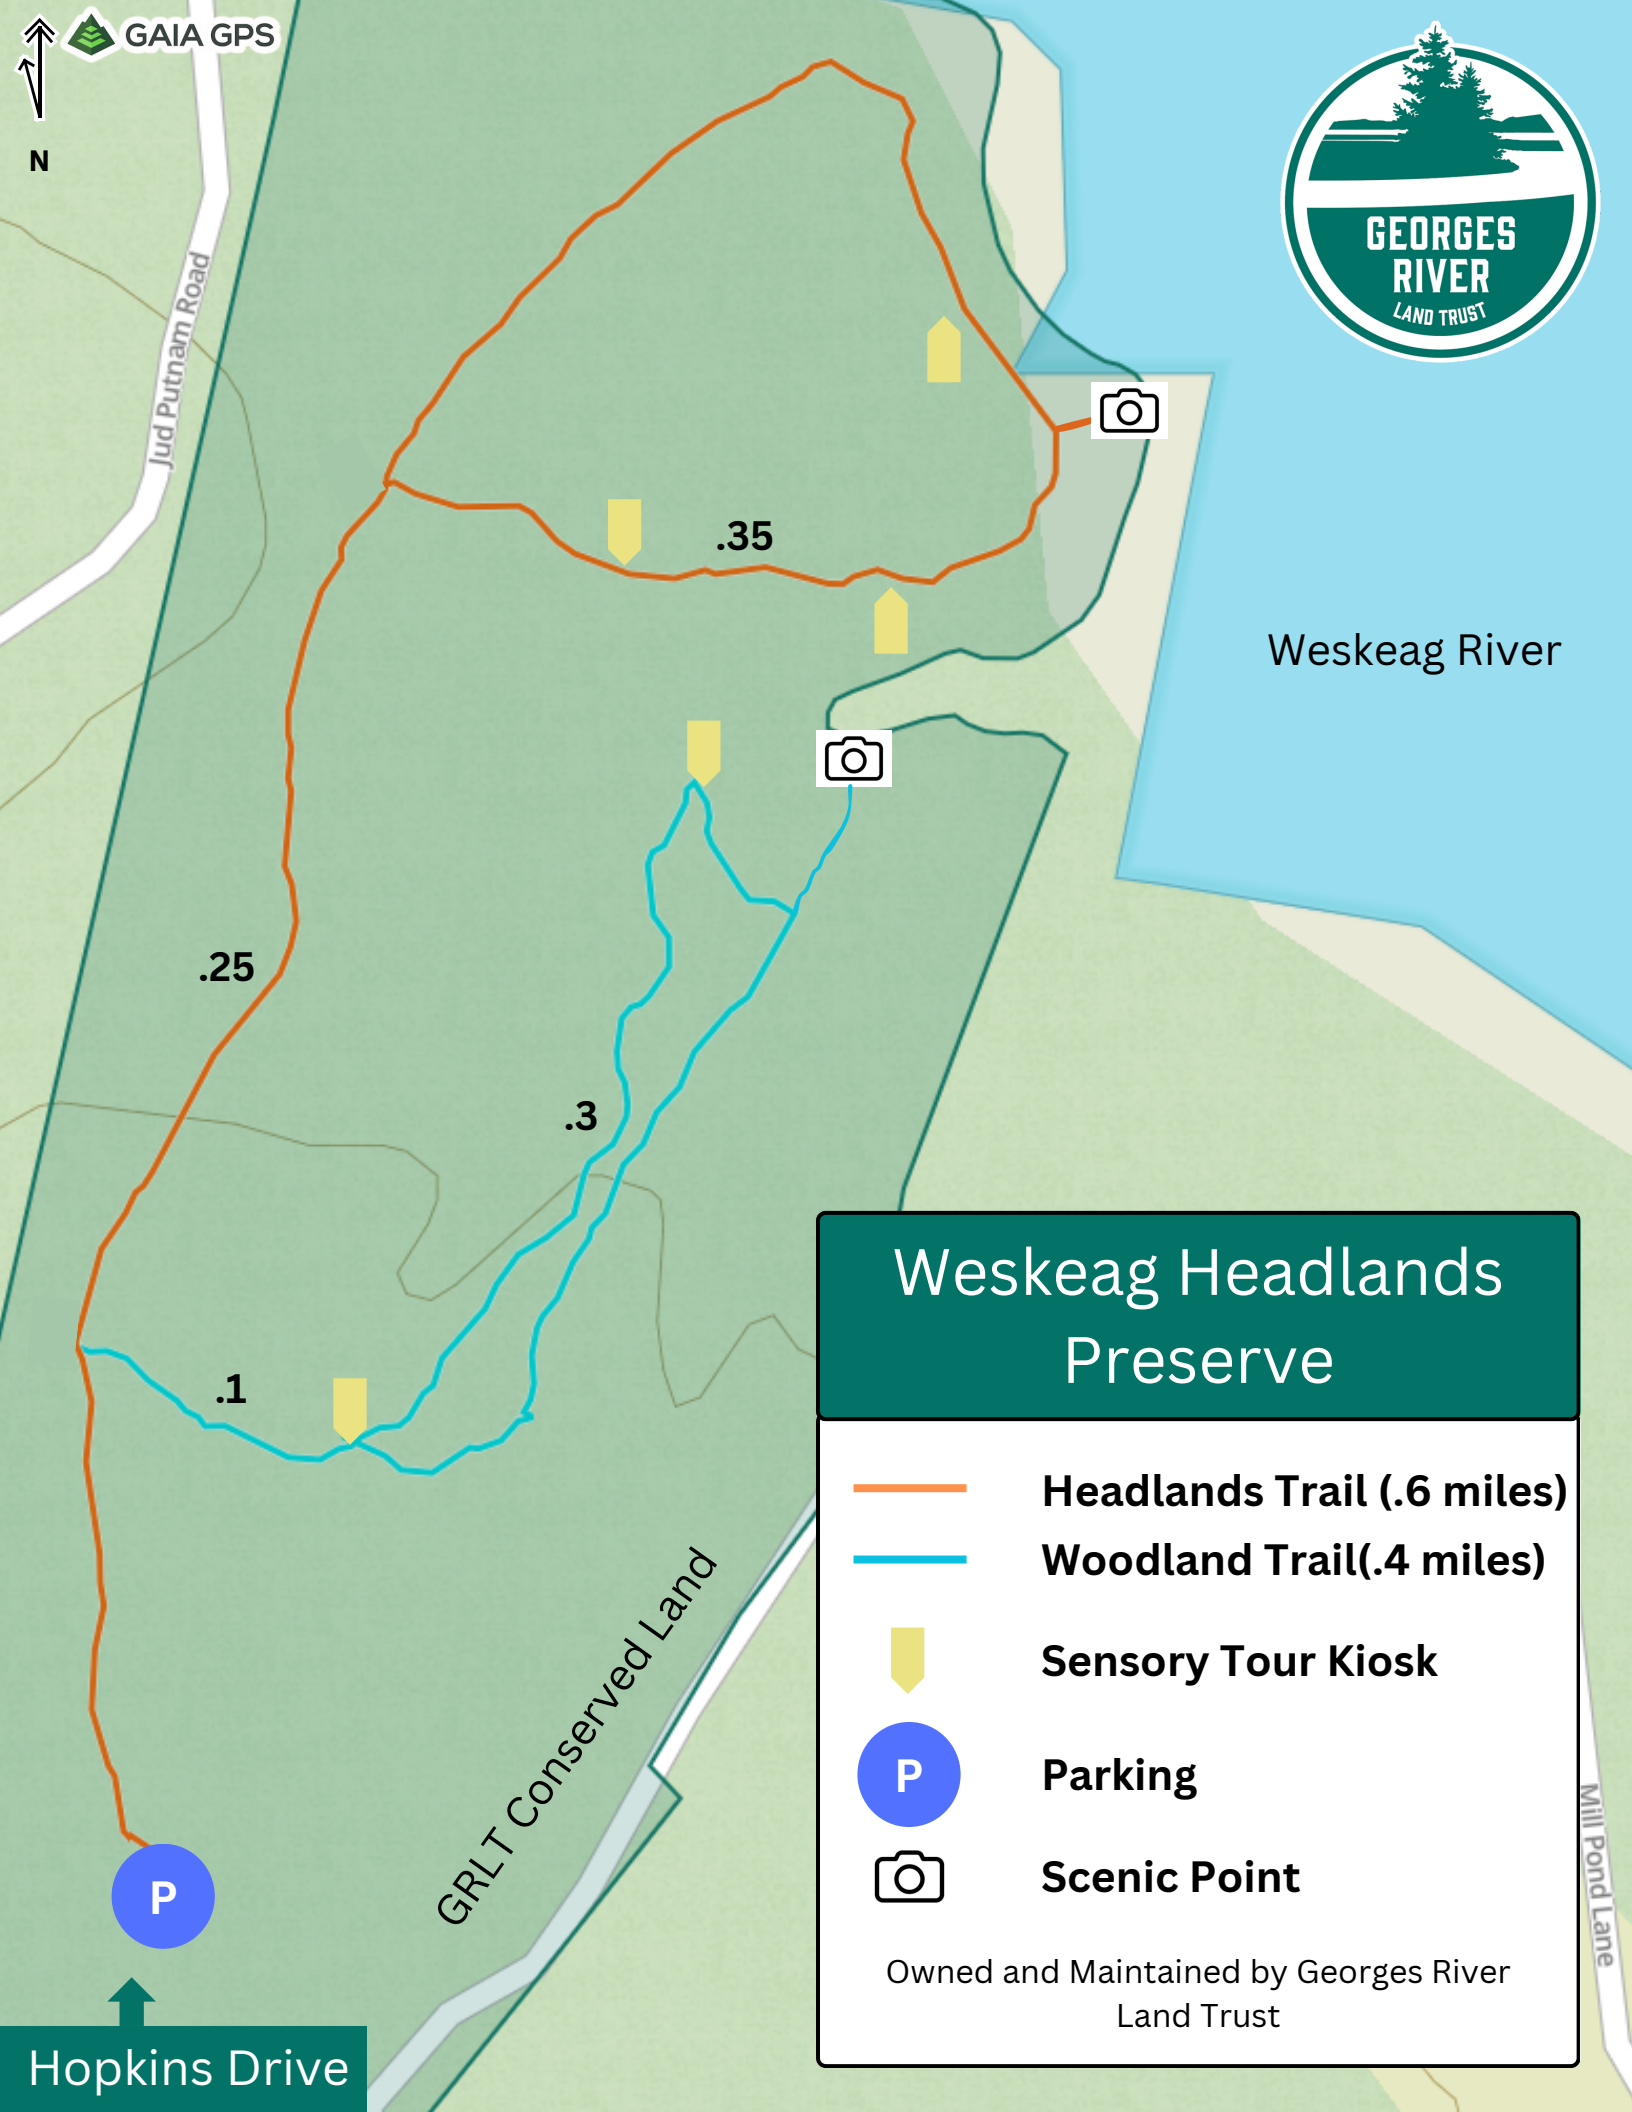 GAIA GPS
N
GEORGES
RIVER
LAND TRUST
Jud Putnam Road
.35
Weskeag River
.25
.3
.1
Weskeag Headlands
Preserve
Headlands Trail (.6 miles)
Woodland Trail(.4 miles)
Sensory Tour Kiosk
P
Parking
Scenic Point
Owned and Maintained by Georges River
Land Trust
GRLT Conserved Land
Mill Pond Lane
P
Hopkins Drive